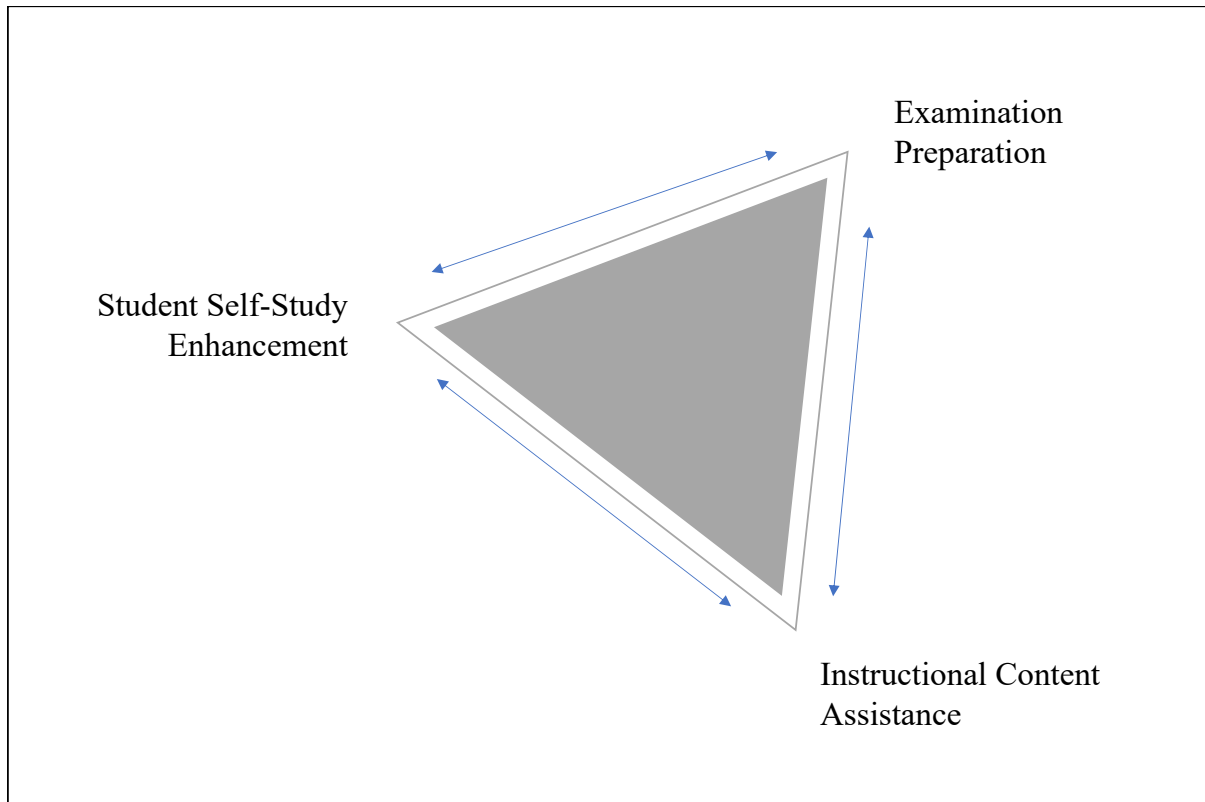 Examination
Preparation
Student Self-Study
Enhancement
Instructional Content
Assistance